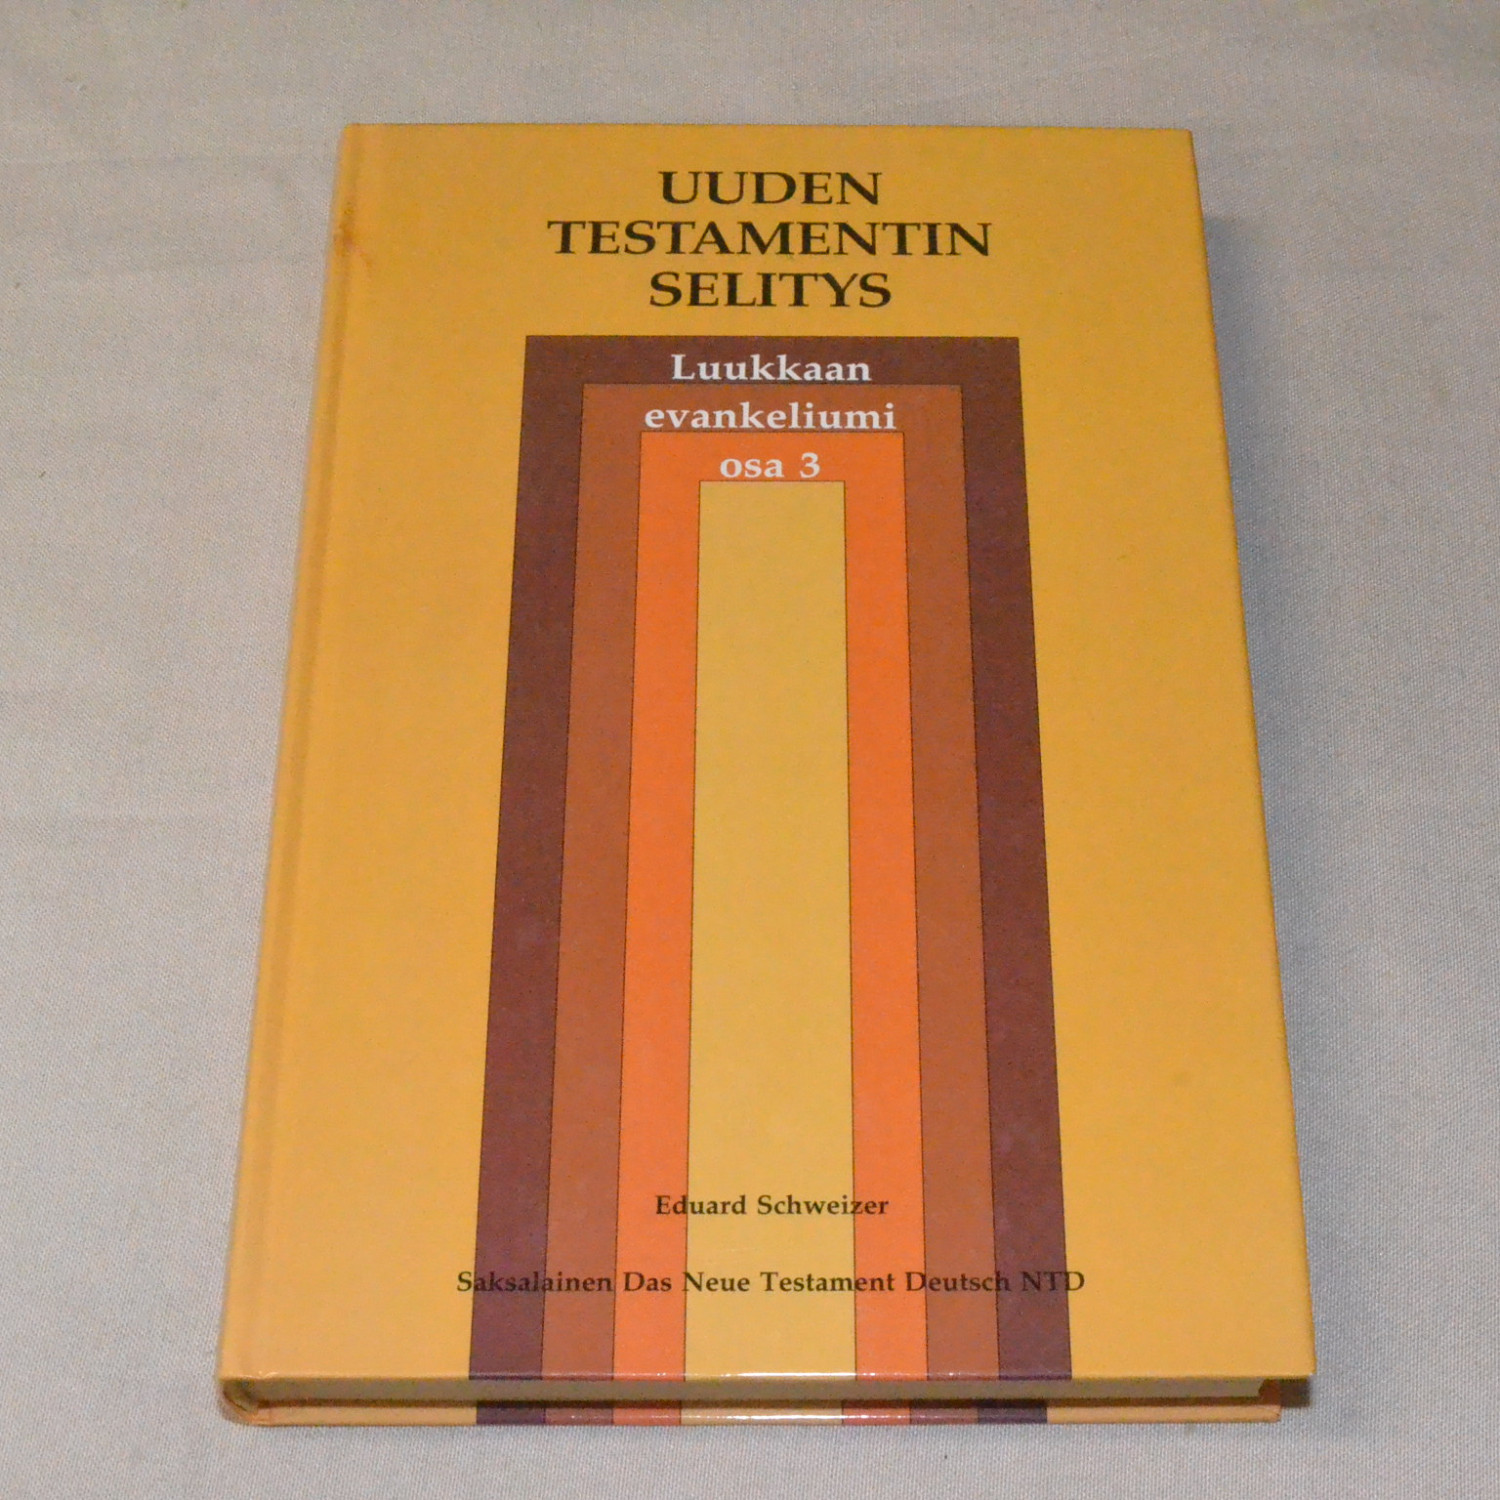 UUDEN
TESTAMENTIN
SELITYS
Luukkaan
evankeliumi
osa 3
Eduard Schweizer
Saksalainen Das Neue Testament Deutsch NTD